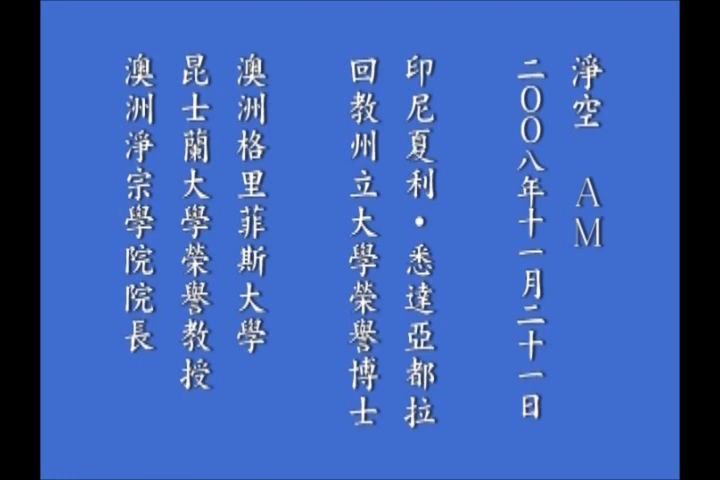 淨空 AM
二００八年十一月二十一日
印尼夏利・悉達亞都拉
回教州立大學榮譽博士
澳洲格里菲斯大學
昆士蘭大學榮譽教授
澳洲淨宗學院院長